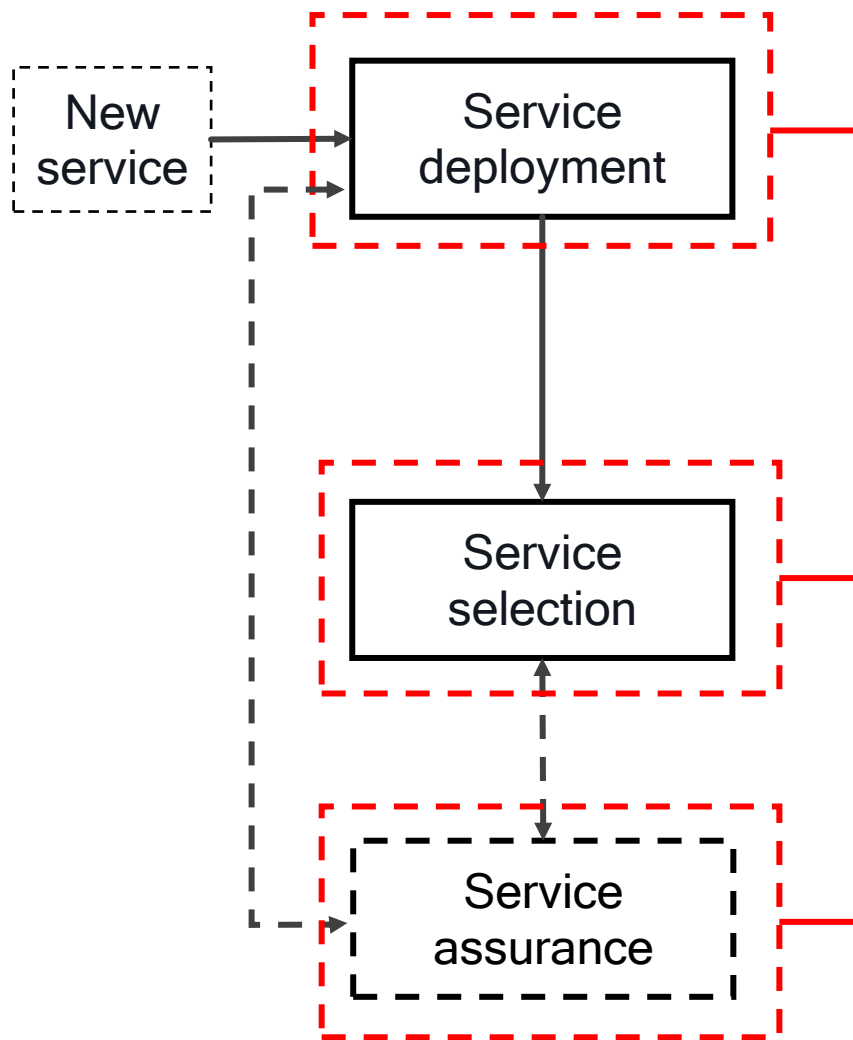 New
service
Service
deployment
Service
selection
Service
assurance